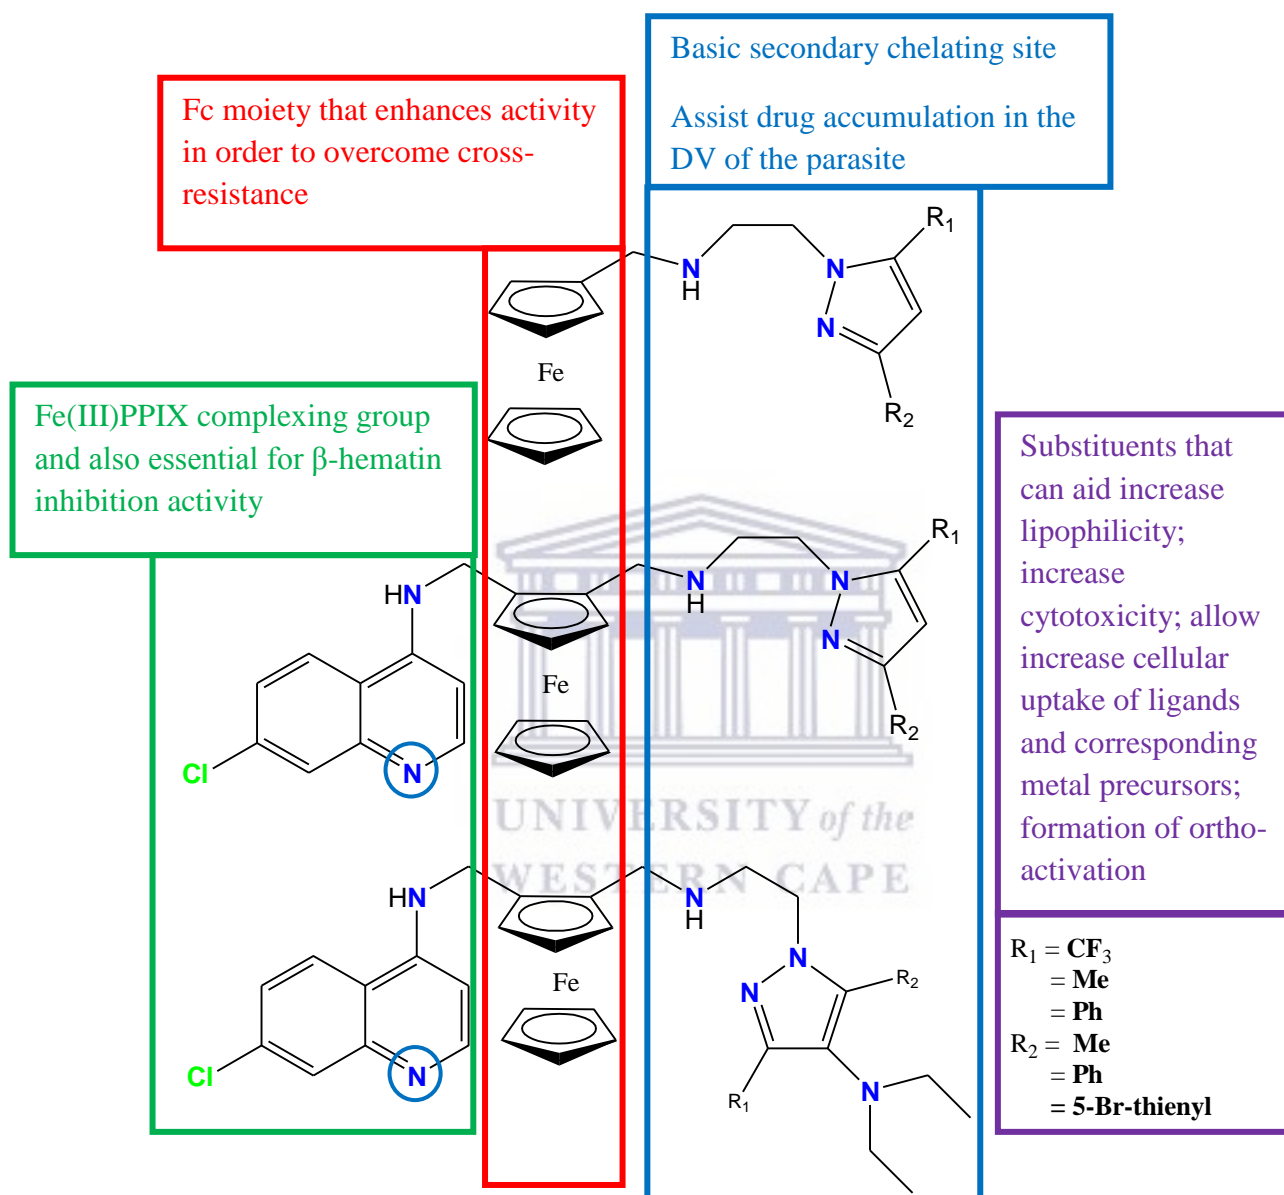 Basic secondary chelating site
Assist drug accumulation in the
DV of the parasite
Fc moiety that enhances activity
in order to overcome cross-
resistance
R1
N
H
N
N
R2
Fe
Fe(III)PPIX complexing group
and also essential for β-hematin
inhibition activity
Substituents that
can aid increase
lipophilicity;
increase
cytotoxicity; allow
increase cellular
uptake of ligands
and corresponding
metal precursors;
formation of ortho-
activation
R1
HN
N
H
N
N
R2
Fe
Cl
N
UNIVERSITY of the
WESTERN CAPE
HN
N
H
N
N
R2
Fe
Cl
N
R1
N
R1 = CF3
= Me
= Ph
R2 = Me
= Ph
= 5-Br-thienyl